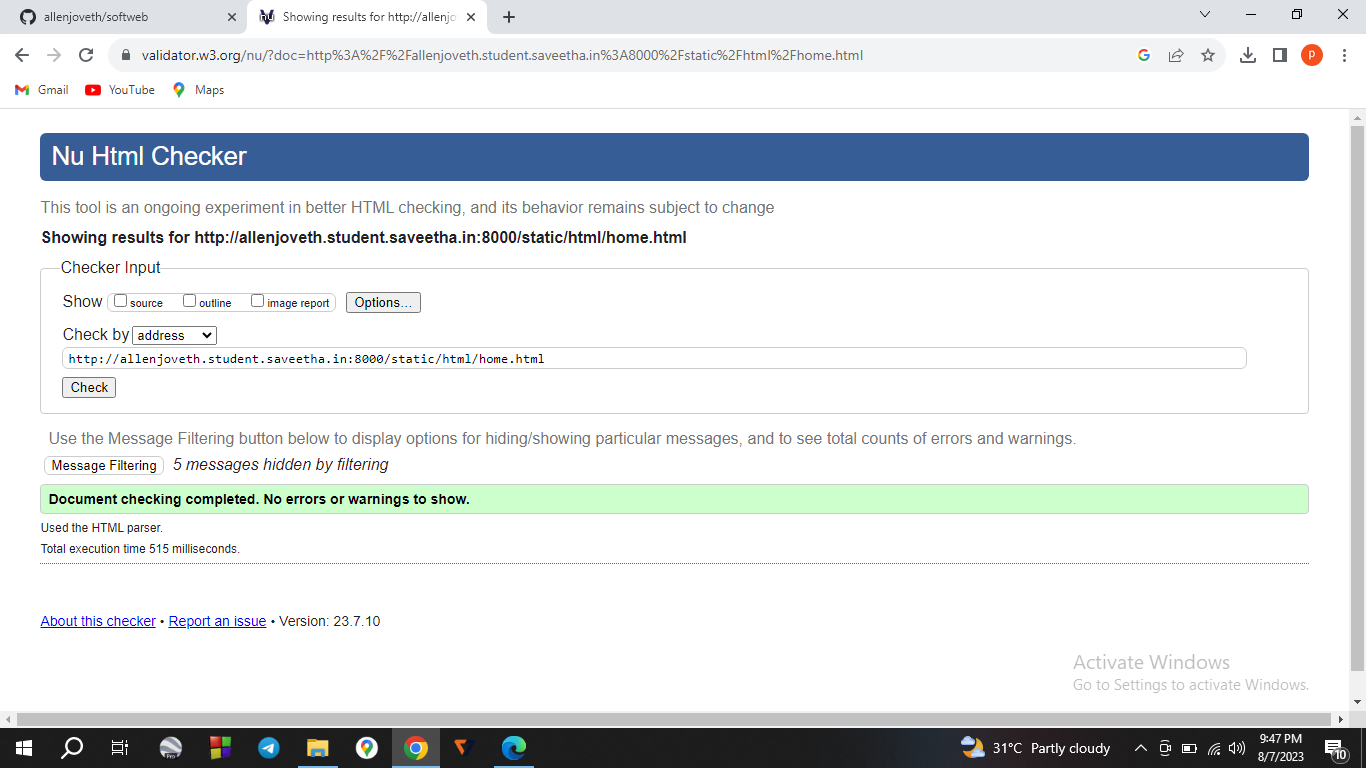 allenjoveth/softweb
Showing results for http://allenjo
validator.w3.org/nu/?doc=http%3A%2F%2Fallenjoveth.student.saveetha.in%3A8000%2Fstatic%2Fhtml%2Fhome.html
P
Gmail YouTube Maps
Nu Html Checker
This tool is an ongoing experiment in better HTML checking, and its behavior remains subject to change
Showing results for http://allenjoveth.student.saveetha.in:8000/static/html/home.html
Checker Input
Show source outline image report Options...
Check by address
http://allenjoveth.student.saveetha.in:8000/static/html/home.html
Check
Use the Message Filtering button below to display options for hiding/showing particular messages, and to see total counts of errors and warnings.
Message Filtering 5 messages hidden by filtering
Document checking completed. No errors or warnings to show.
Used the HTML parser.
Total execution time 515 milliseconds.
About this checker • Report an issue • Version: 23.7.10
Activate Windows
Go to Settings to activate Windows.
Pro
31°C Partly cloudy
9:47 PM
8/7/2023
10